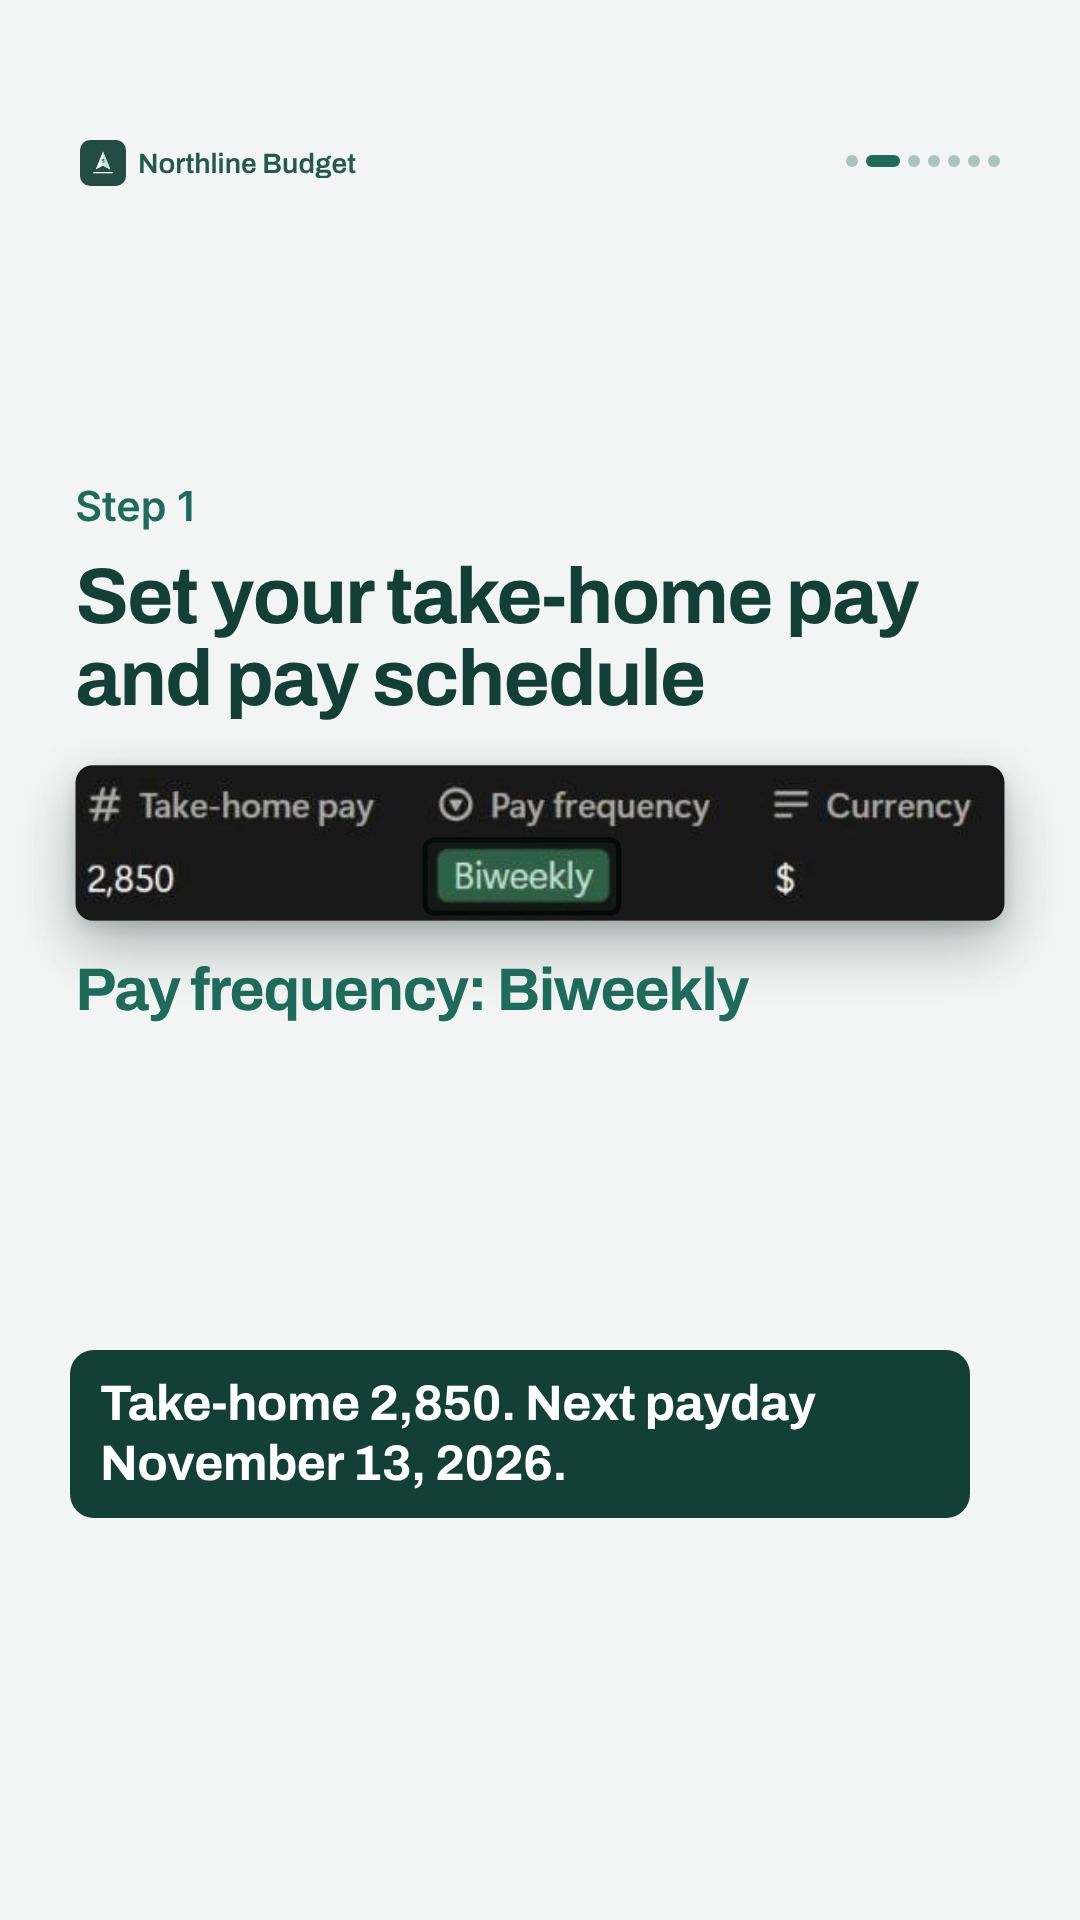 Northline Budget
Step 1
Set your take-home pay
and pay schedule
# Take-home pay Pay frequency Currency
2,850 Biweekly $
Pay frequency: Biweekly
Take-home 2,850. Next payday
November 13, 2026.